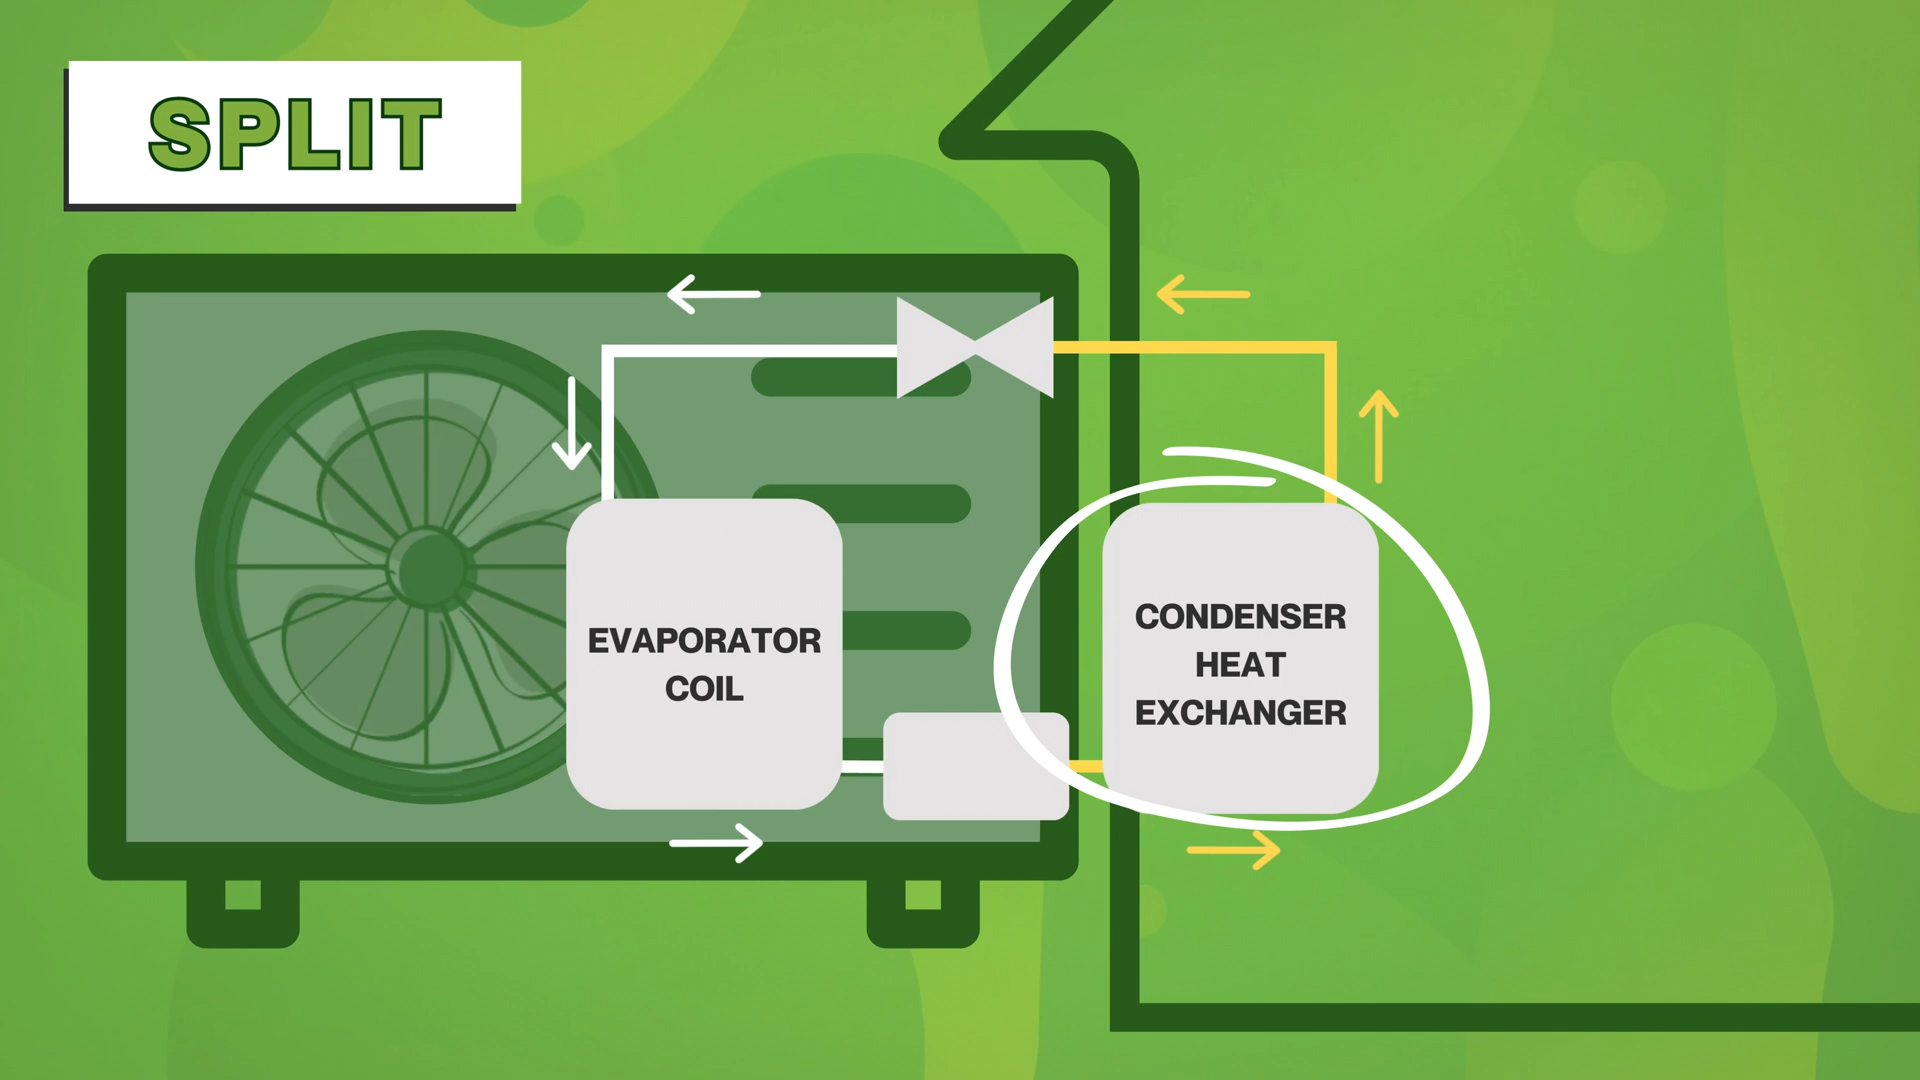 SPLIT
EVAPORATOR
COIL
CONDENSER
HEAT
EXCHANGER